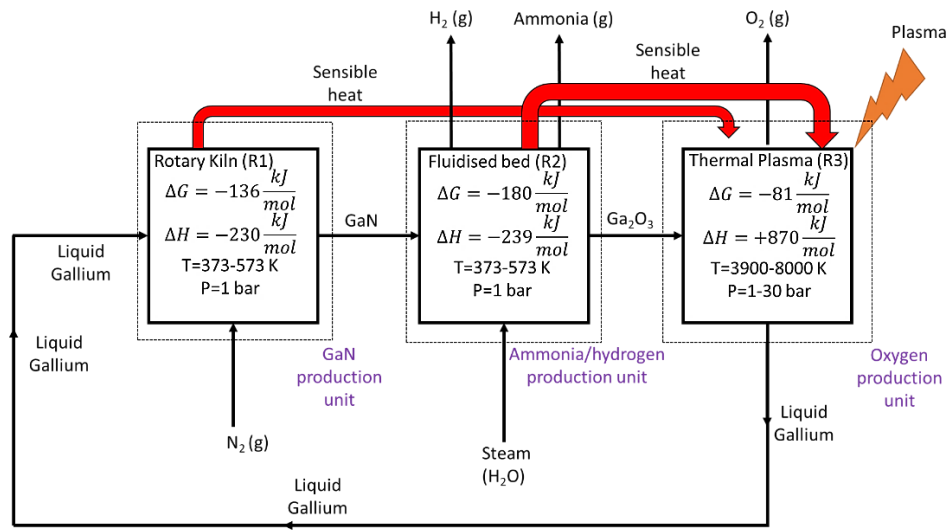 H₂ (g)
Ammonia (g)
O₂ (g)
Plasma
Sensible
heat
Sensible
heat
Rotary Kiln (R1)
ΔG = −136 kJ/mol
ΔH = −230 kJ/mol
T=373-573 K
P=1 bar
Fluidised bed (R2)
ΔG = −180 kJ/mol
ΔH = −239 kJ/mol
T=373-573 K
P=1 bar
Thermal Plasma (R3)
ΔG = −81 kJ/mol
ΔH = +870 kJ/mol
T=3900-8000 K
P=1-30 bar
Liquid
Gallium
GaN
Ga₂O₃
Liquid
Gallium
GaN
production
unit
Ammonia/hydrogen
production unit
Oxygen
production
unit
N₂ (g)
Steam
(H₂O)
Liquid
Gallium
Liquid
Gallium